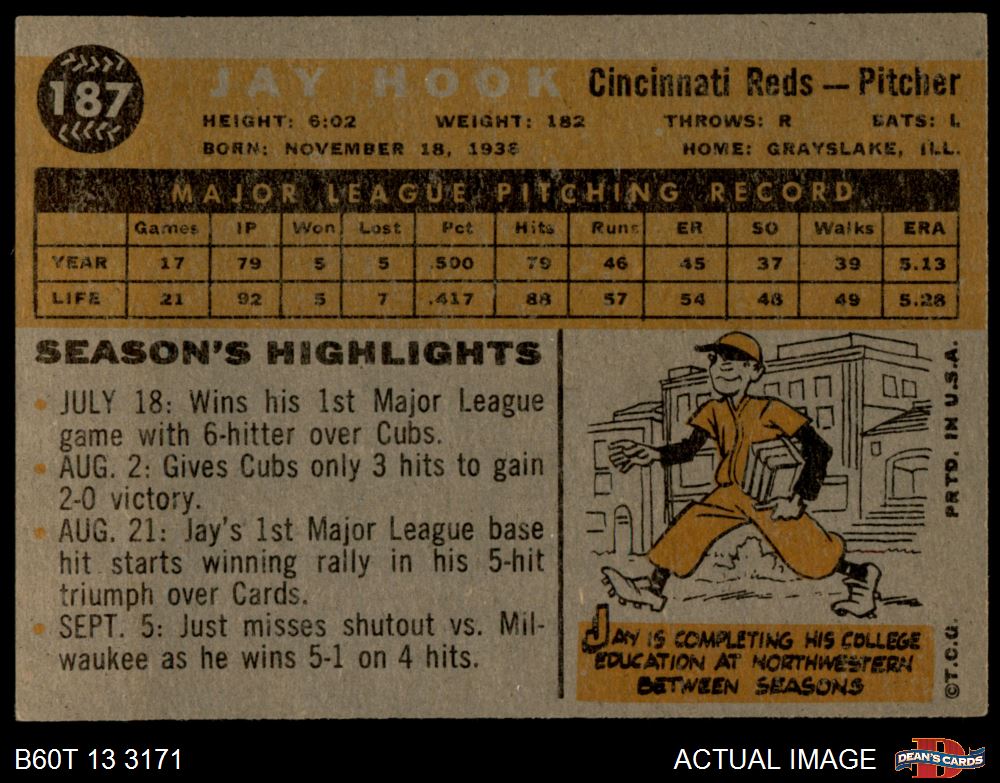 187
JAY HOOK Cincinnati Reds — Pitcher
HEIGHT: 6:02 WEIGHT: 182 THROWS: R BATS: L
BORN: NOVEMBER 18, 1936 HOME: GRAYSLAKE, ILL.
MAJOR LEAGUE PITCHING RECORD
Games IP Won Lost Pct Hits Runs ER SO Walks ERA
YEAR 17 79 5 5 .500 79 46 45 37 39 5.13
LIFE 21 92 5 7 .417 88 57 54 48 49 5.28
SEASON'S HIGHLIGHTS
• JULY 18: Wins his 1st Major League
game with 6-hitter over Cubs.
• AUG. 2: Gives Cubs only 3 hits to gain
2-0 victory.
• AUG. 21: Jay's 1st Major League base
hit starts winning rally in his 5-hit
triumph over Cards.
• SEPT. 5: Just misses shutout vs. Mil-
waukee as he wins 5-1 on 4 hits.
JAY IS COMPLETING HIS COLLEGE
EDUCATION AT NORTHWESTERN
BETWEEN SEASONS
©T.C.G. PRTD. IN U.S.A.
B60T 13 3171 ACTUAL IMAGE DEAN'S CARDS